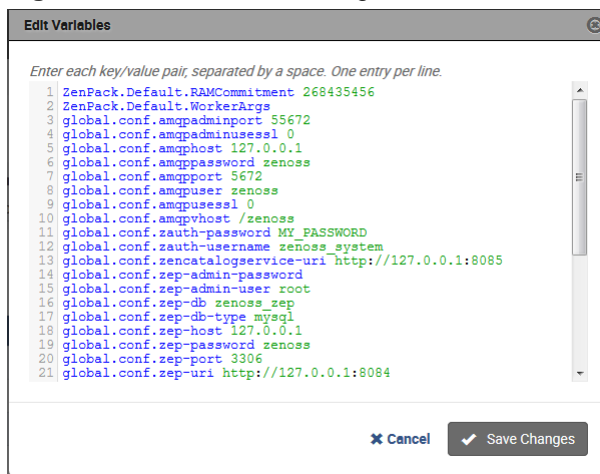 Edit Variables
Enter each key/value pair, separated by a space. One entry per line.
1 ZenPack.Default.RAMCommitment 268435456
2 ZenPack.Default.WorkerArgs
3 global.conf.amqpadminport 55672
4 global.conf.amqpadminusessl 0
5 global.conf.amqphost 127.0.0.1
6 global.conf.amqppassword zenoss
7 global.conf.amqpport 5672
8 global.conf.amqpuser zenoss
9 global.conf.amqpusessl 0
10 global.conf.amqpvhost /zenoss
11 global.conf.zauth-password MY_PASSWORD
12 global.conf.zauth-username zenoss_system
13 global.conf.zencatalogservice-uri http://127.0.0.1:8085
14 global.conf.zep-admin-password
15 global.conf.zep-admin-user root
16 global.conf.zep-db zenoss_zep
17 global.conf.zep-db-type mysql
18 global.conf.zep-host 127.0.0.1
19 global.conf.zep-password zenoss
20 global.conf.zep-port 3306
21 global.conf.zep-uri http://127.0.0.1:8084
Cancel
Save Changes